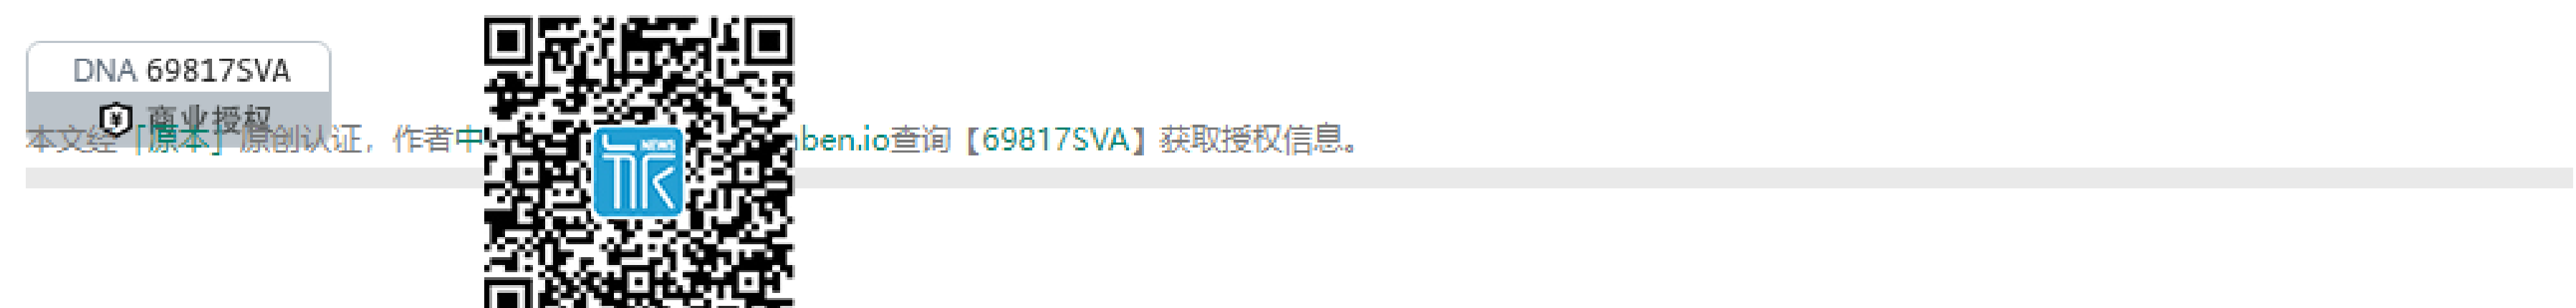 DNA 69817SVA
商业授权
本文经「原本」原创认证，作者中
NEWS
ben.io查询【69817SVA】获取授权信息。